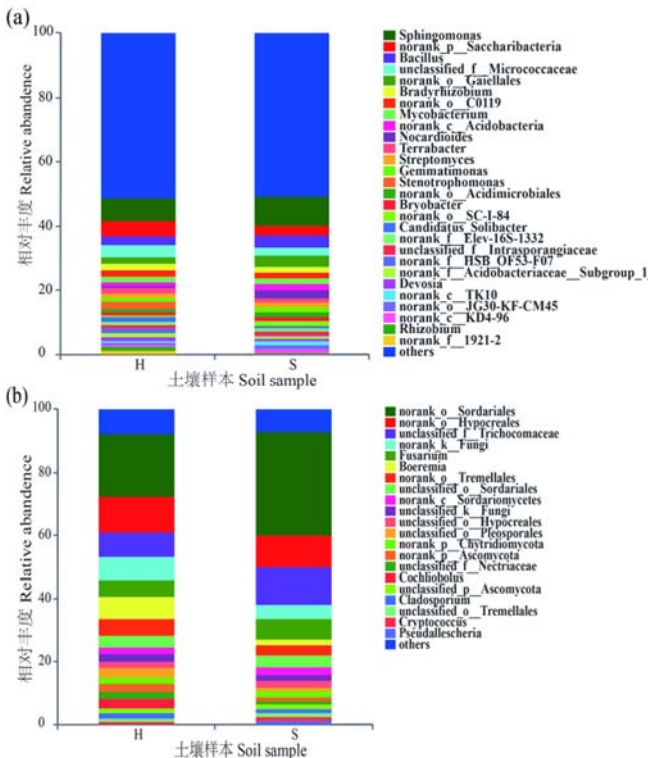 (a)
100
80
60
40
20
0
相对丰度 Relative abandence
H
S
土壤样本 Soil sample
Sphingomonas
norank_p__Saccharibacteria
Bacillus
unclassified_f__Micrococcaceae
norank_o__Gaiellales
Bradyrhizobium
norank_o__C0119
Mycobacterium
norank_c__Acidobacteria
Nocardioides
Terrabacter
Streptomyces
Gemmatimonas
Stenotrophomonas
norank_o__Acidimicrobiales
Bryobacter
norank_o__SC-I-84
Candidatus_Solibacter
norank_f__Elev-16S-1332
unclassified_f__Intrasporangiaceae
norank_f__HSB_OF53-F07
norank_f__Acidobacteriaceae__Subgroup_1
Devosia
norank_c__TK10
norank_o__JG30-KF-CM45
norank_c__KD4-96
Rhizobium
norank_f__1921-2
others
(b)
100
80
60
40
20
0
相对丰度 Relative abandence
H
S
土壤样本 Soil sample
norank_o__Sordariales
norank_o__Hypocreales
unclassified_f__Trichocomaceae
norank_k__Fungi
Fusarium
Boeremia
norank_o__Tremellales
unclassified_o__Sordariales
norank_c__Sordariomycetes
unclassified_k__Fungi
unclassified_o__Hypocreales
unclassified_o__Pleosporales
norank_p__Chytridiomycota
norank_p__Ascomycota
unclassified_f__Nectriaceae
Cochliobolus
unclassified_p__Ascomycota
Cladosporium
unclassified_o__Tremellales
Cryptococcus
Pseudallescheria
others